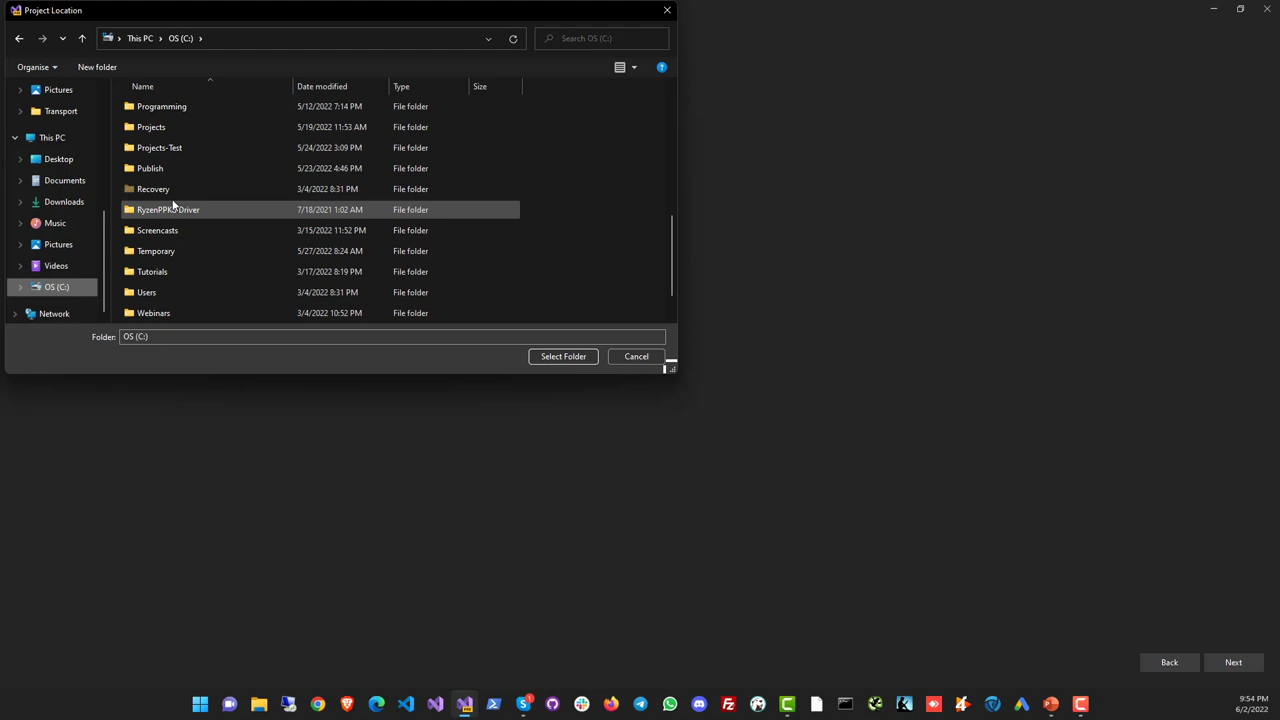 Project Location
This PC > OS (C:) >
Search OS (C:)
Organise
New folder
Name Date modified Type Size
Pictures
Transport
This PC
Desktop
Documents
Downloads
Music
Pictures
Videos
OS (C:)
Network
Programming 5/12/2022 7:14 PM File folder
Projects 5/19/2022 11:53 AM File folder
Projects-Test 5/24/2022 3:09 PM File folder
Publish 5/23/2022 4:46 PM File folder
Recovery 3/4/2022 8:31 PM File folder
RyzenPPKG Driver 7/18/2021 1:02 AM File folder
Screencasts 3/15/2022 11:52 PM File folder
Temporary 5/27/2022 8:24 AM File folder
Tutorials 3/17/2022 8:19 PM File folder
Users 3/4/2022 8:31 PM File folder
Webinars 3/4/2022 10:52 PM File folder
Folder: OS (C:)
Select Folder Cancel
Back Next
9:54 PM
6/2/2022